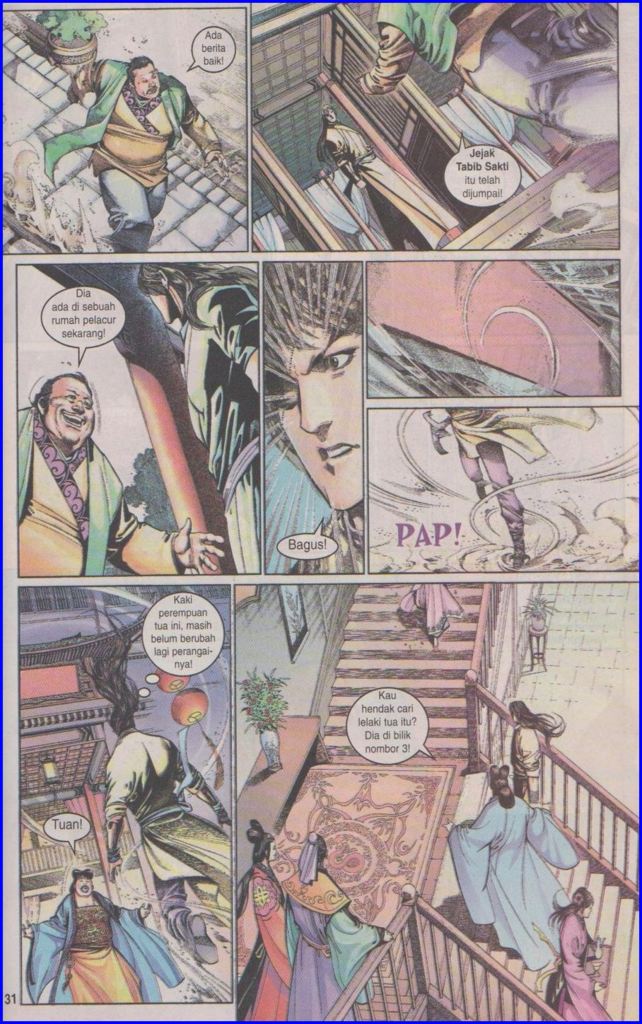 Ada
berita
baik!
Jejak
Tabib Sakti
itu telah
dijumpai!
Dia
ada di sebuah
rumah pelacur
sekarang!
Bagus!
PAP!
Kaki
perempuan
tua ini, masih
belum berubah
lagi perangai-
nya!
Tuan!
Kau
hendak cari
lelaki tua itu?
Dia di bilik
nombor 3!
31